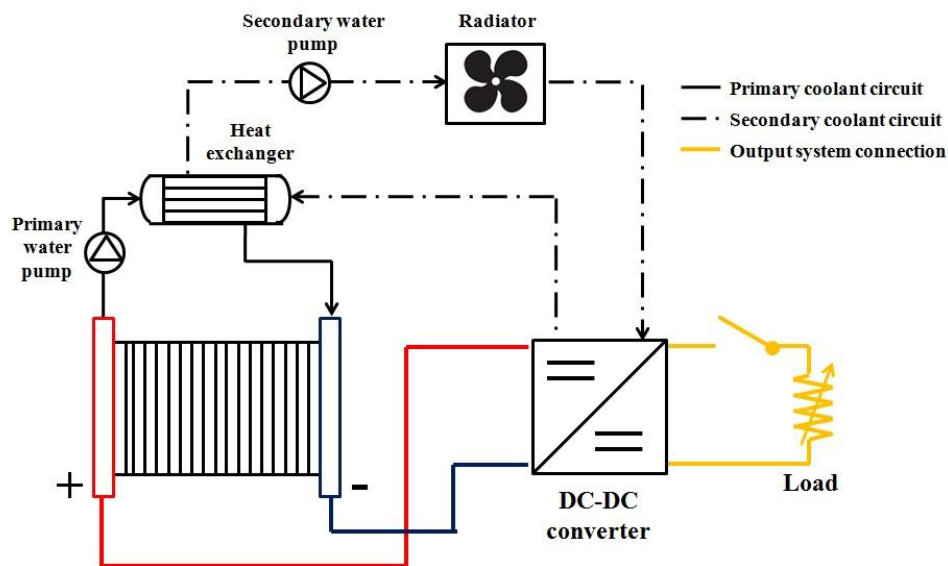 Secondary water
pump
Radiator
Primary coolant circuit
Secondary coolant circuit
Output system connection
Heat
exchanger
Primary
water
pump
+
-
DC-DC
converter
Load